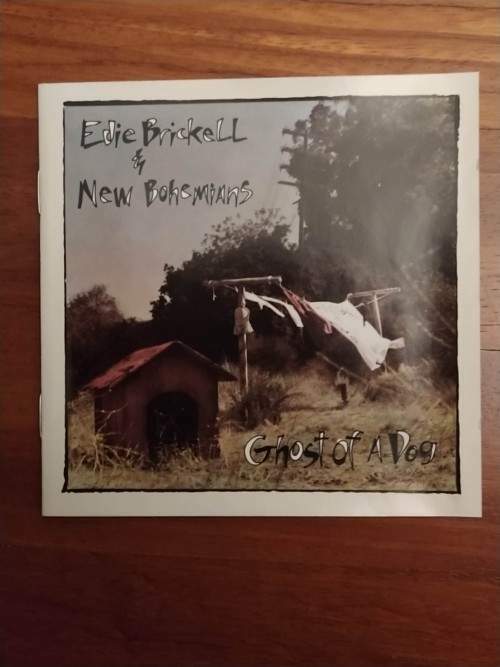 Edie Brickell
&
New Bohemians
Ghost of A Dog